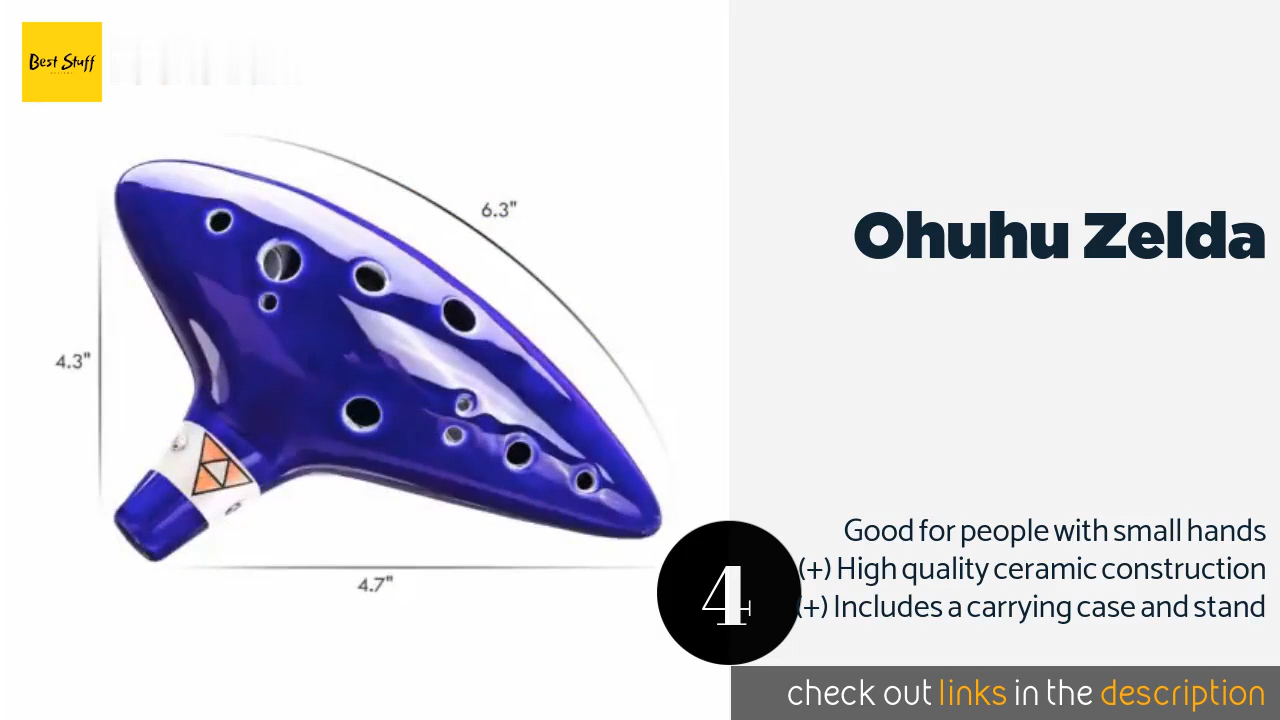 Best Stuff
6.3"
Ohuhu Zelda
4.3"
4.7"
4
Good for people with small hands
(+) High quality ceramic construction
(+) Includes a carrying case and stand
check out links in the description